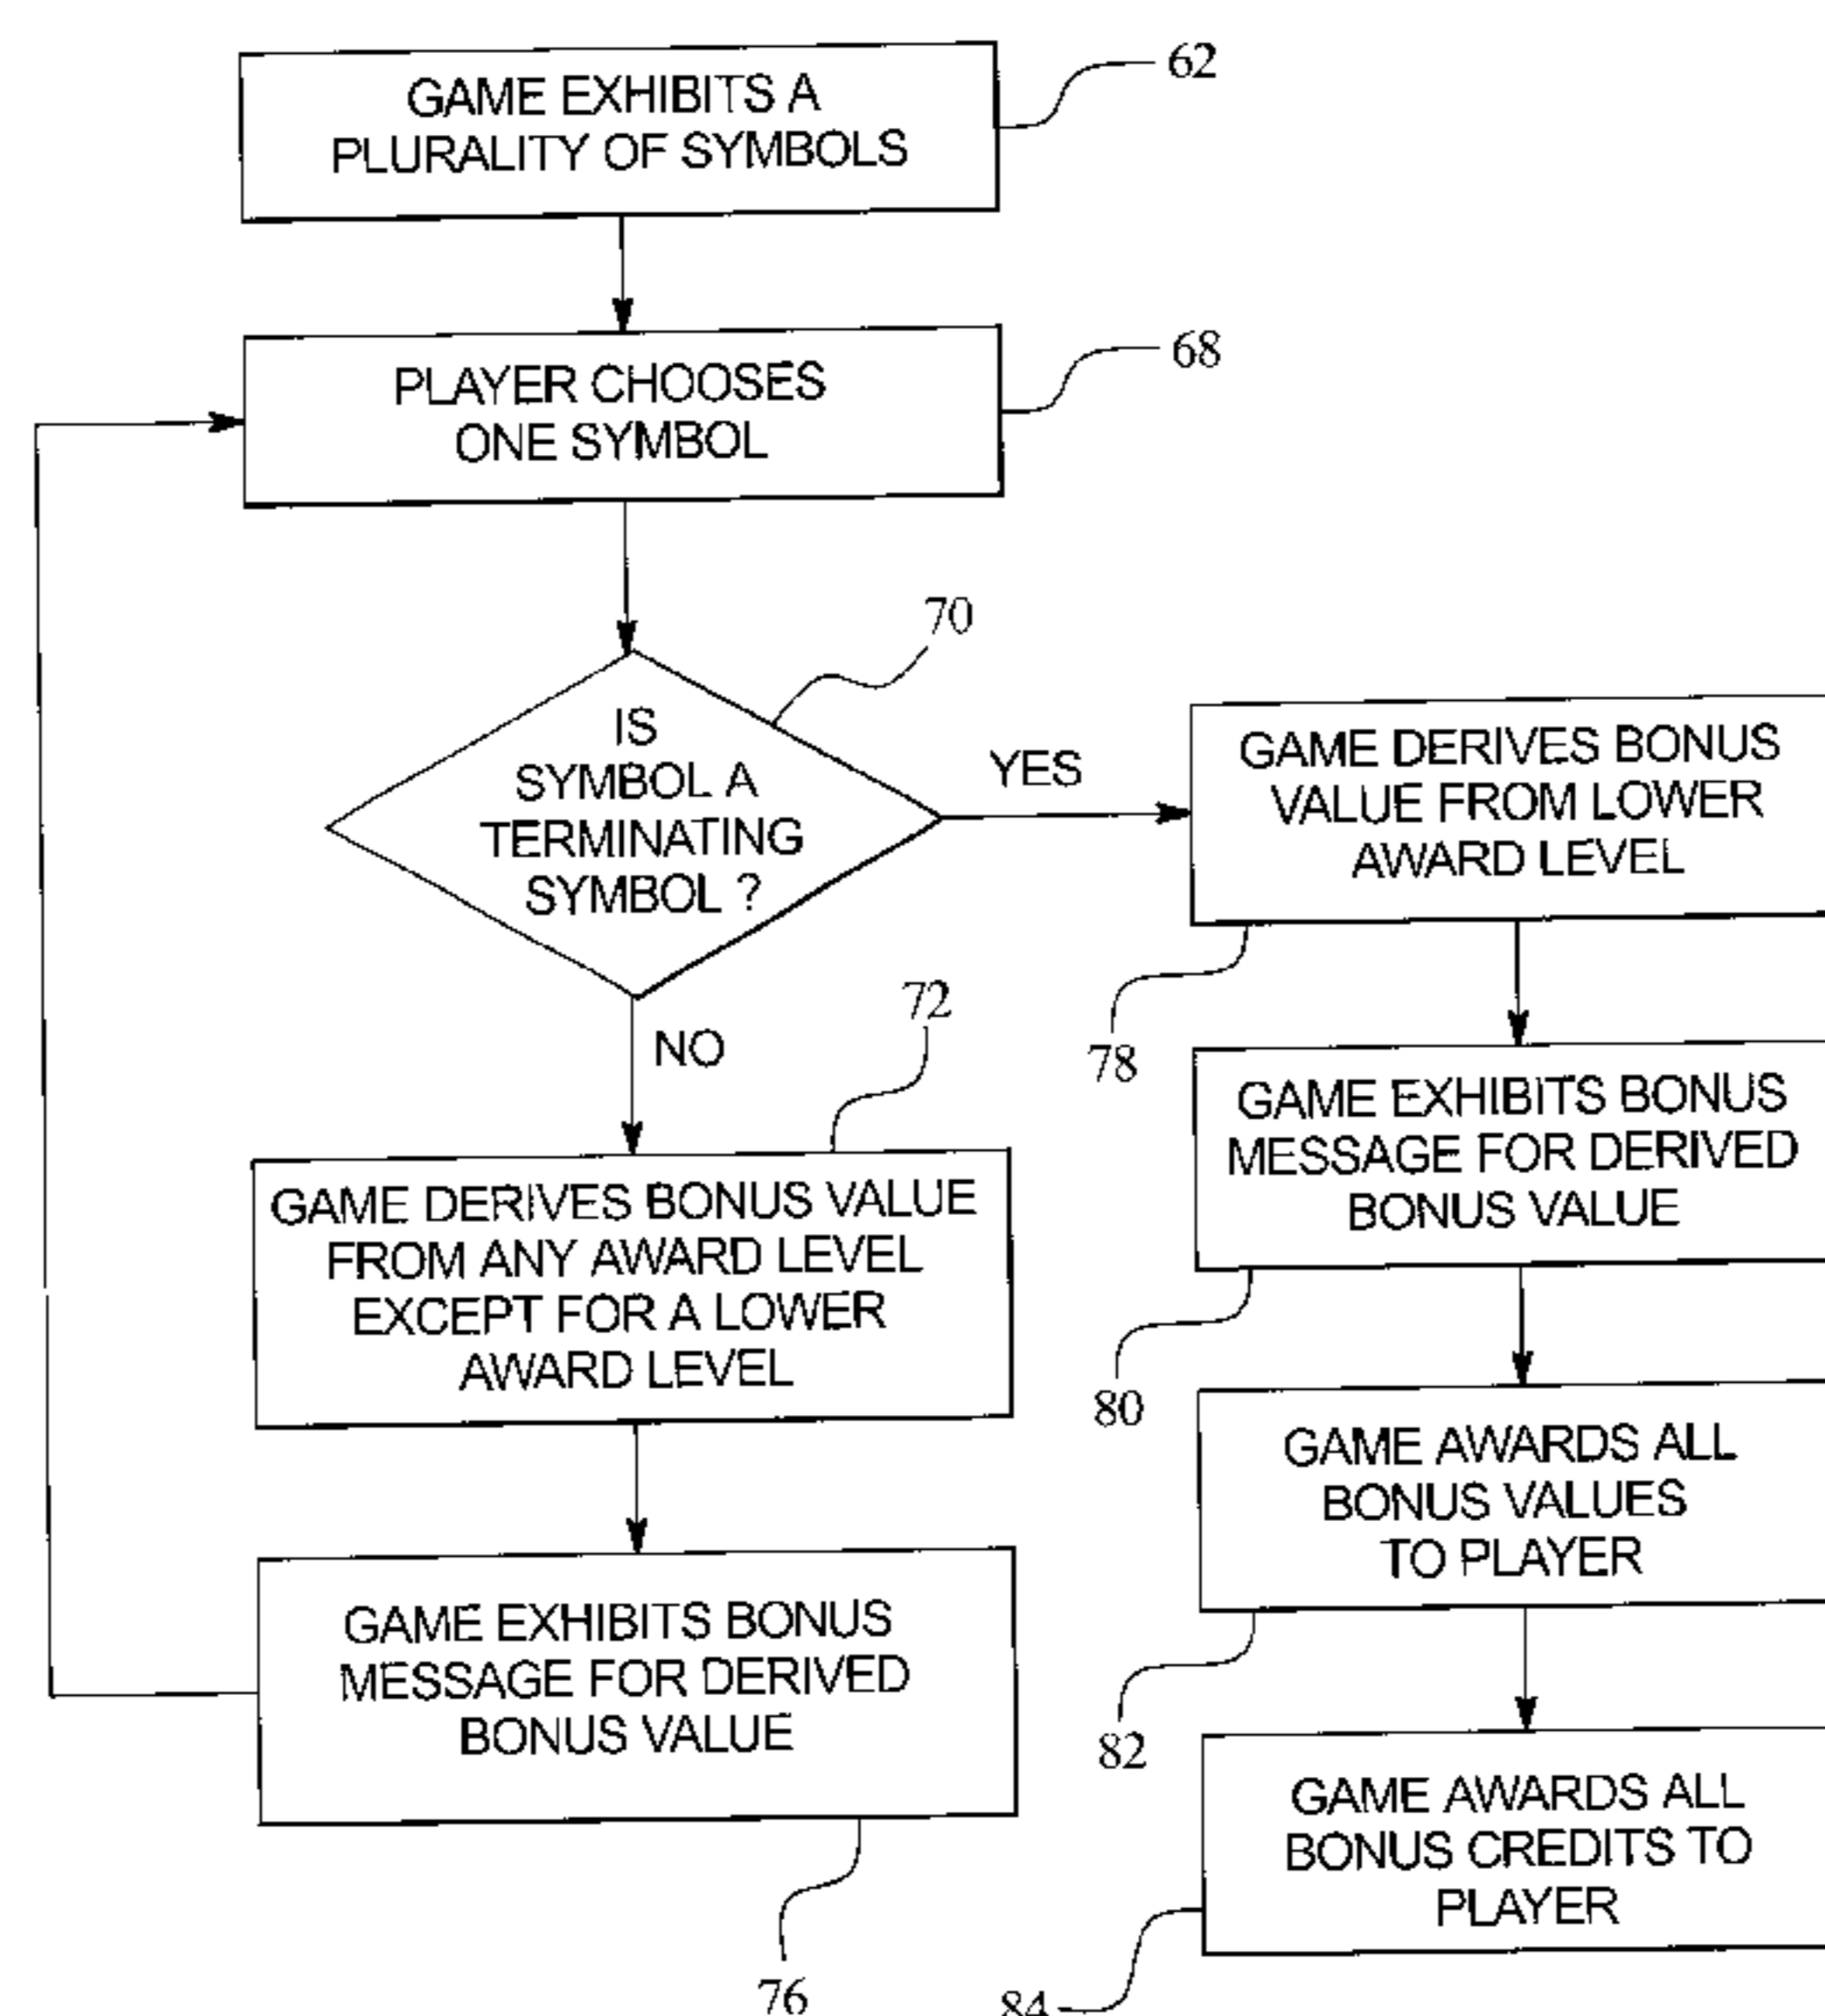 GAME EXHIBITS A
PLURALITY OF SYMBOLS
62
PLAYER CHOOSES
ONE SYMBOL
68
70
IS
SYMBOL A
TERMINATING
SYMBOL ?
YES
NO
72
GAME DERIVES BONUS VALUE
FROM ANY AWARD LEVEL
EXCEPT FOR A LOWER
AWARD LEVEL
GAME EXHIBITS BONUS
MESSAGE FOR DERIVED
BONUS VALUE
76
GAME DERIVES BONUS
VALUE FROM LOWER
AWARD LEVEL
78
GAME EXHIBITS BONUS
MESSAGE FOR DERIVED
BONUS VALUE
80
GAME AWARDS ALL
BONUS VALUES
TO PLAYER
82
GAME AWARDS ALL
BONUS CREDITS TO
PLAYER
84